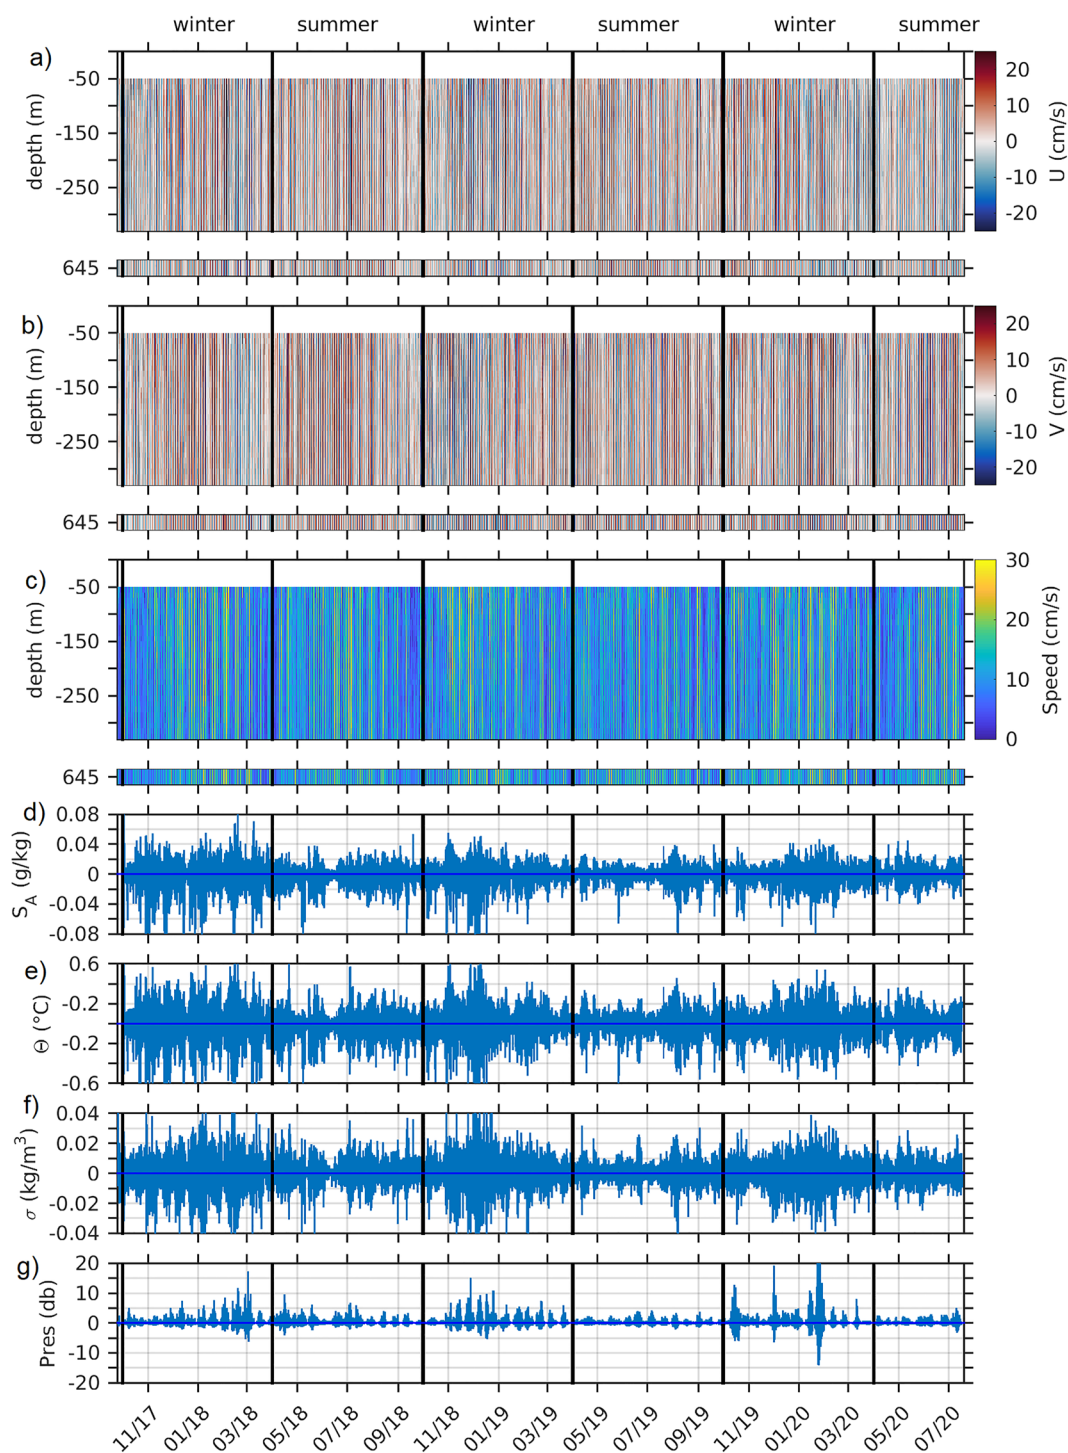 winter summer winter summer winter summer
a)
-50
-150
-250
depth (m)
645
20
10
0
-10
-20
U (cm/s)
b)
-50
-150
-250
depth (m)
645
20
10
0
-10
-20
V (cm/s)
c)
-50
-150
-250
depth (m)
645
30
20
10
0
Speed (cm/s)
d)
0.08
0.04
0
-0.04
-0.08
S_A (g/kg)
e)
0.6
-0.2
-0.2
-0.6
Θ (°C)
f)
0.04
0.02
0
-0.02
-0.04
σ (kg/m³)
g)
20
10
0
-10
-20
Pres (db)
11/17 01/18 03/18 05/18 07/18 09/18 11/18 01/19 03/19 05/19 07/19 09/19 11/19 01/20 03/20 05/20 07/20